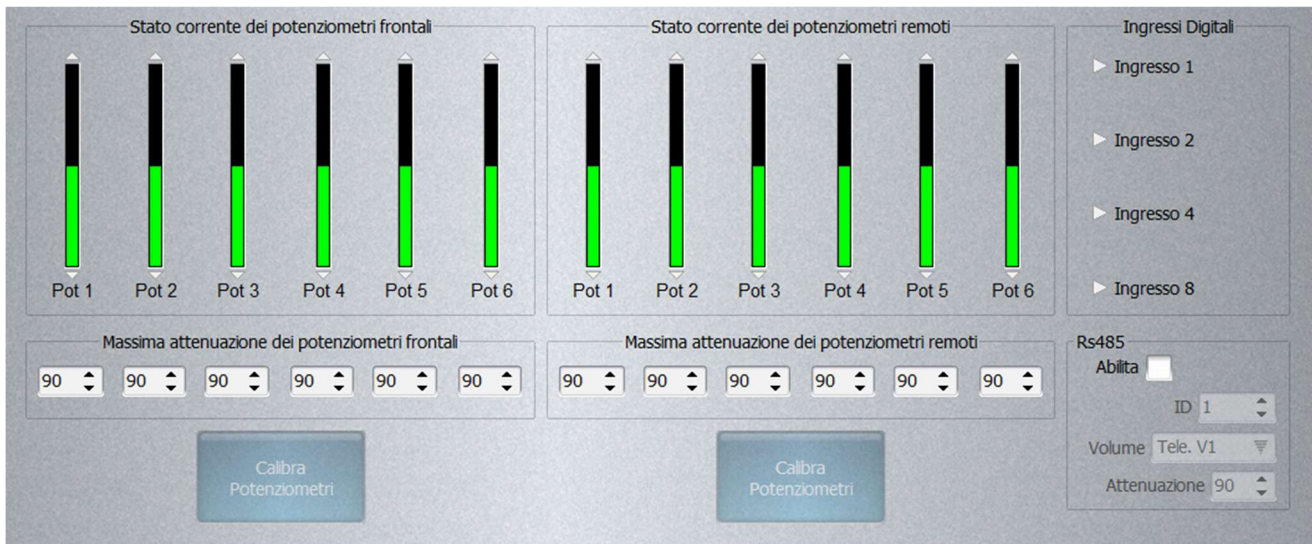 Stato corrente dei potenziometri frontali
Pot 1 Pot 2 Pot 3 Pot 4 Pot 5 Pot 6
Stato corrente dei potenziometri remoti
Pot 1 Pot 2 Pot 3 Pot 4 Pot 5 Pot 6
Ingressi Digitali
Ingresso 1
Ingresso 2
Ingresso 4
Ingresso 8
Massima attenuazione dei potenziometri frontali
90 90 90 90 90 90
Massima attenuazione dei potenziometri remoti
90 90 90 90 90 90
Rs485
Abilita
ID 1
Volume Tele. V1
Attenuazione 90
Calibra
Potenziometri
Calibra
Potenziometri